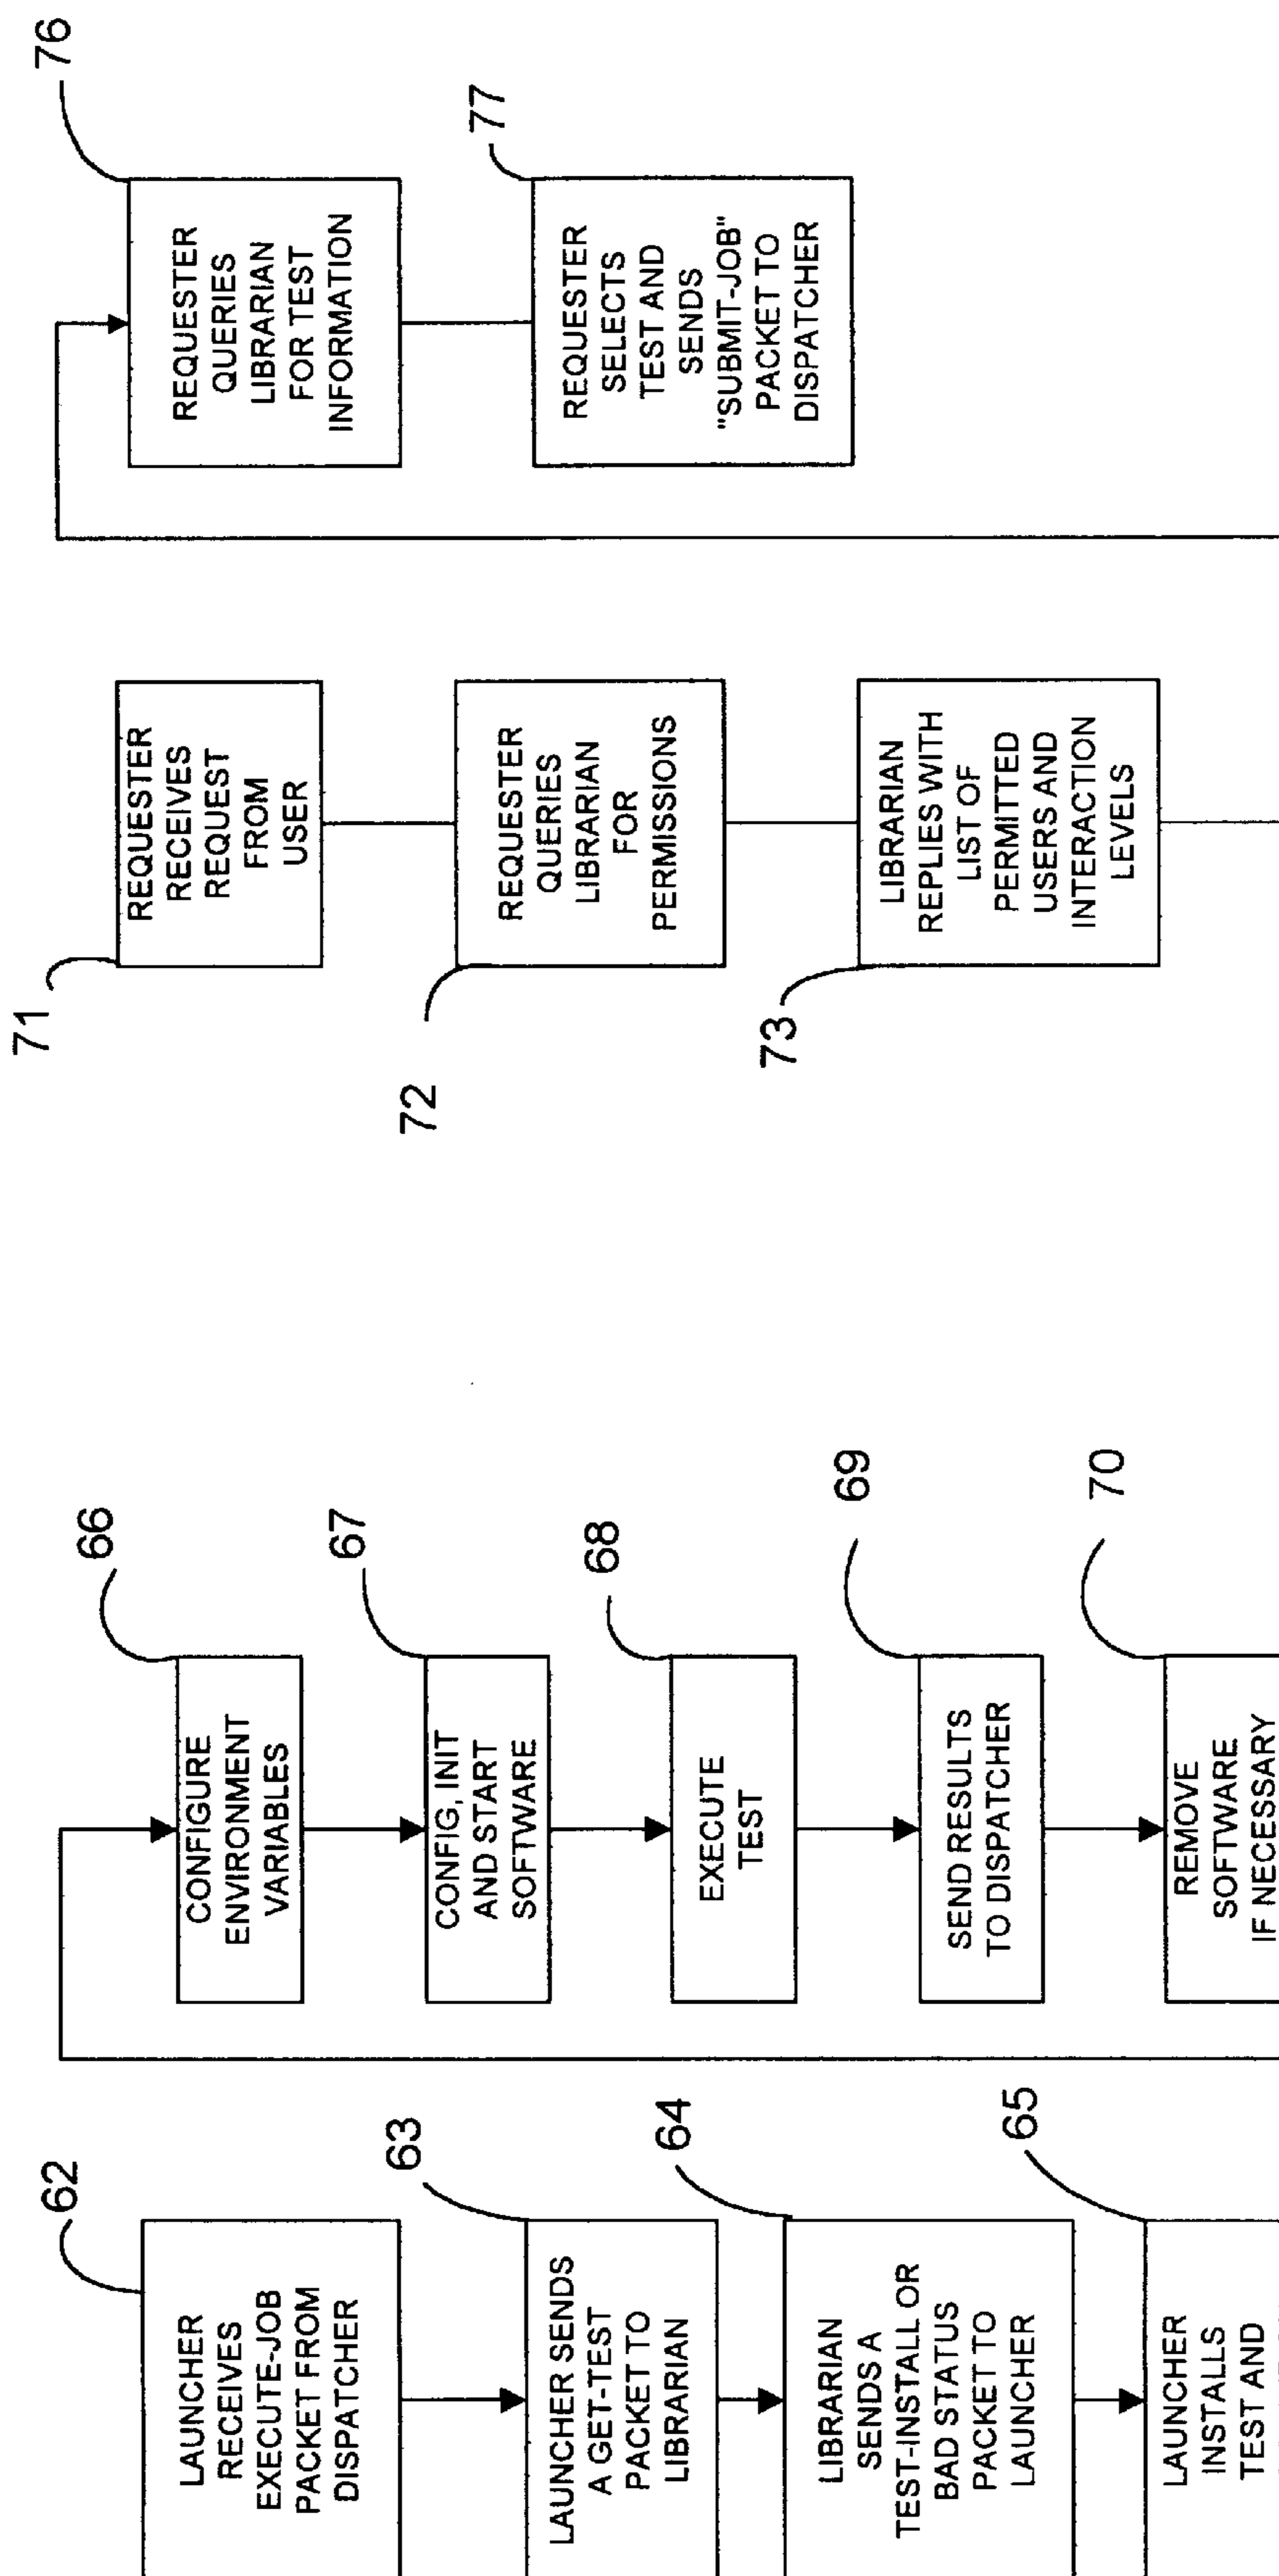 62
LAUNCHER
RECEIVES
EXECUTE-JOB
PACKET FROM
DISPATCHER
63
LAUNCHER SENDS
A GET-TEST
PACKET TO
LIBRARIAN
64
LIBRARIAN
SENDS A
TEST-INSTALL OR
BAD STATUS
PACKET TO
LAUNCHER
65
LAUNCHER
INSTALLS
TEST AND
66
CONFIGURE
ENVIRONMENT
VARIABLES
67
CONFIG, INIT
AND START
SOFTWARE
68
EXECUTE
TEST
69
SEND RESULTS
TO DISPATCHER
70
REMOVE
SOFTWARE
IF NECESSARY
71
REQUESTER
RECEIVES
REQUEST
FROM
USER
72
REQUESTER
QUERIES
LIBRARIAN
FOR
PERMISSIONS
73
LIBRARIAN
REPLIES WITH
LIST OF
PERMITTED
USERS AND
INTERACTION
LEVELS
76
REQUESTER
QUERIES
LIBRARIAN
FOR TEST
INFORMATION
77
REQUESTER
SELECTS
TEST AND
SENDS
"SUBMIT-JOB"
PACKET TO
DISPATCHER